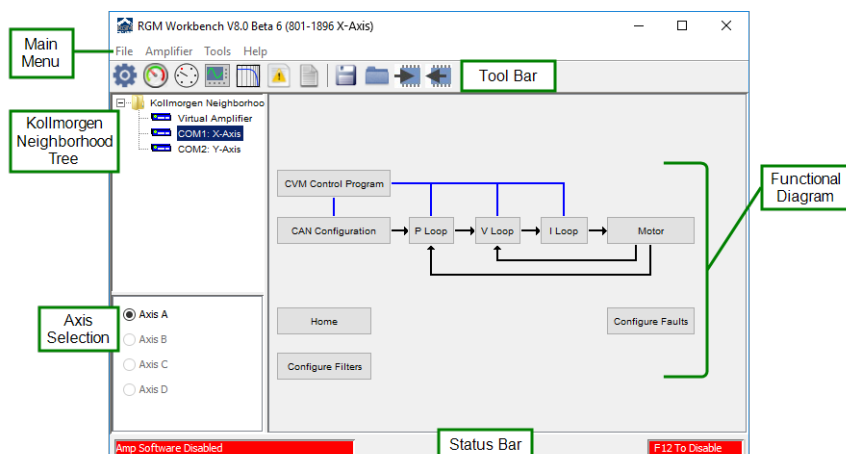 RGM Workbench V8.0 Beta 6 (801-1896 X-Axis)
Main
Menu
File Amplifier Tools Help
Tool Bar
Kollmorgen
Neighborhood
Tree
Kollmorgen Neighborhoo
Virtual Amplifier
COM1: X-Axis
COM2: Y-Axis
CVM Control Program
CAN Configuration
P Loop
V Loop
I Loop
Motor
Functional
Diagram
Axis
Selection
Axis A
Axis B
Axis C
Axis D
Home
Configure Faults
Configure Filters
Amp Software Disabled
Status Bar
F12 To Disable